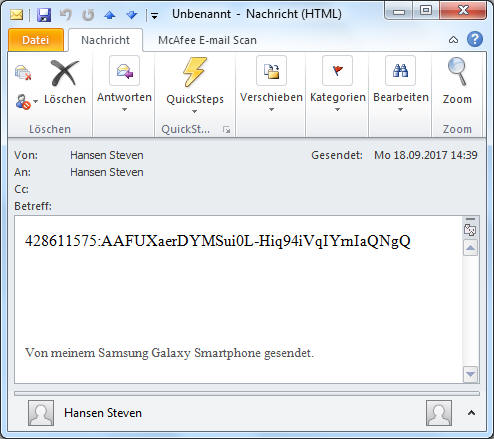 Unbenannt - Nachricht (HTML)
Datei Nachricht McAfee E-mail Scan
Löschen Antworten QuickSteps Verschieben Kategorien Bearbeiten Zoom
Löschen QuickSt... Zoom
Von: Hansen Steven Gesendet: Mo 18.09.2017 14:39
An: Hansen Steven
Cc:
Betreff:
428611575:AAFUXaerDYMSui0L-Hiq94iVqIYrnIaQNgQ
Von meinem Samsung Galaxy Smartphone gesendet.
Hansen Steven